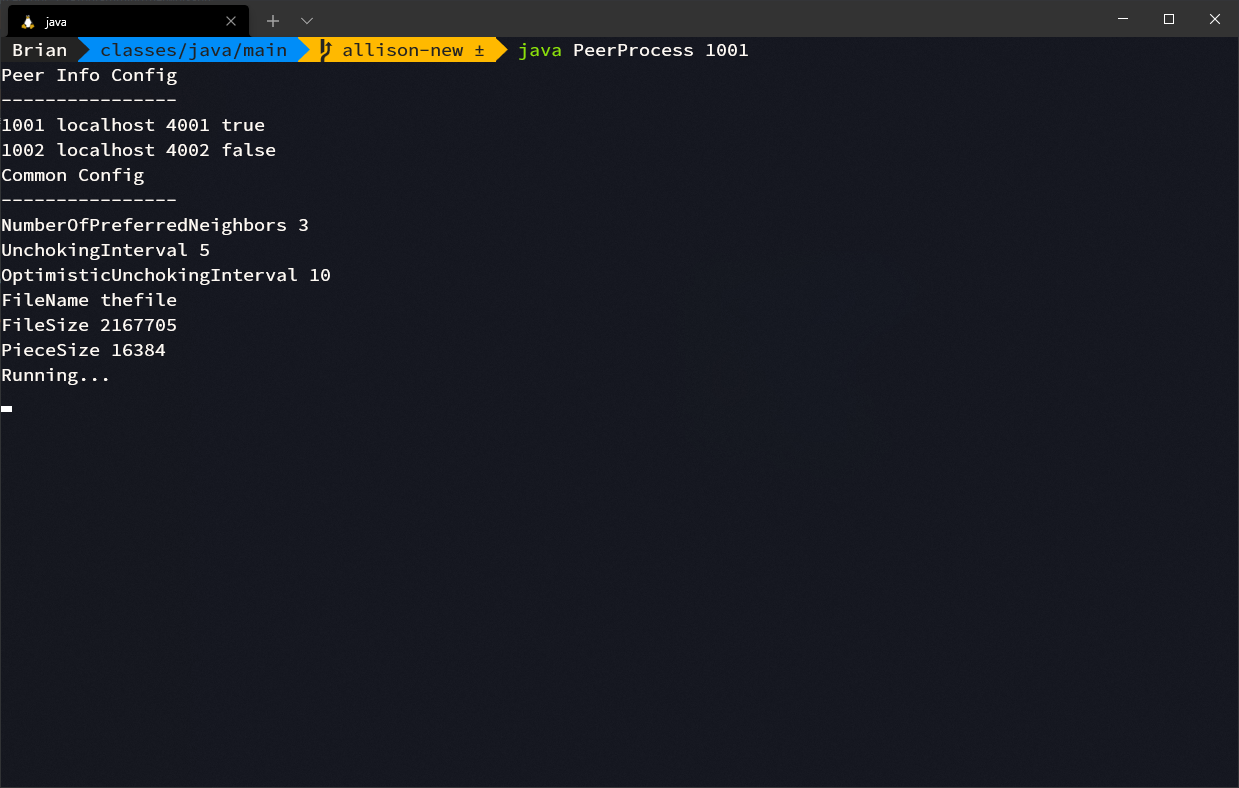 java
Brian classes/java/main allison-new ± java PeerProcess 1001
Peer Info Config
----------------
1001 localhost 4001 true
1002 localhost 4002 false
Common Config
----------------
NumberOfPreferredNeighbors 3
UnchokingInterval 5
OptimisticUnchokingInterval 10
FileName thefile
FileSize 2167705
PieceSize 16384
Running...